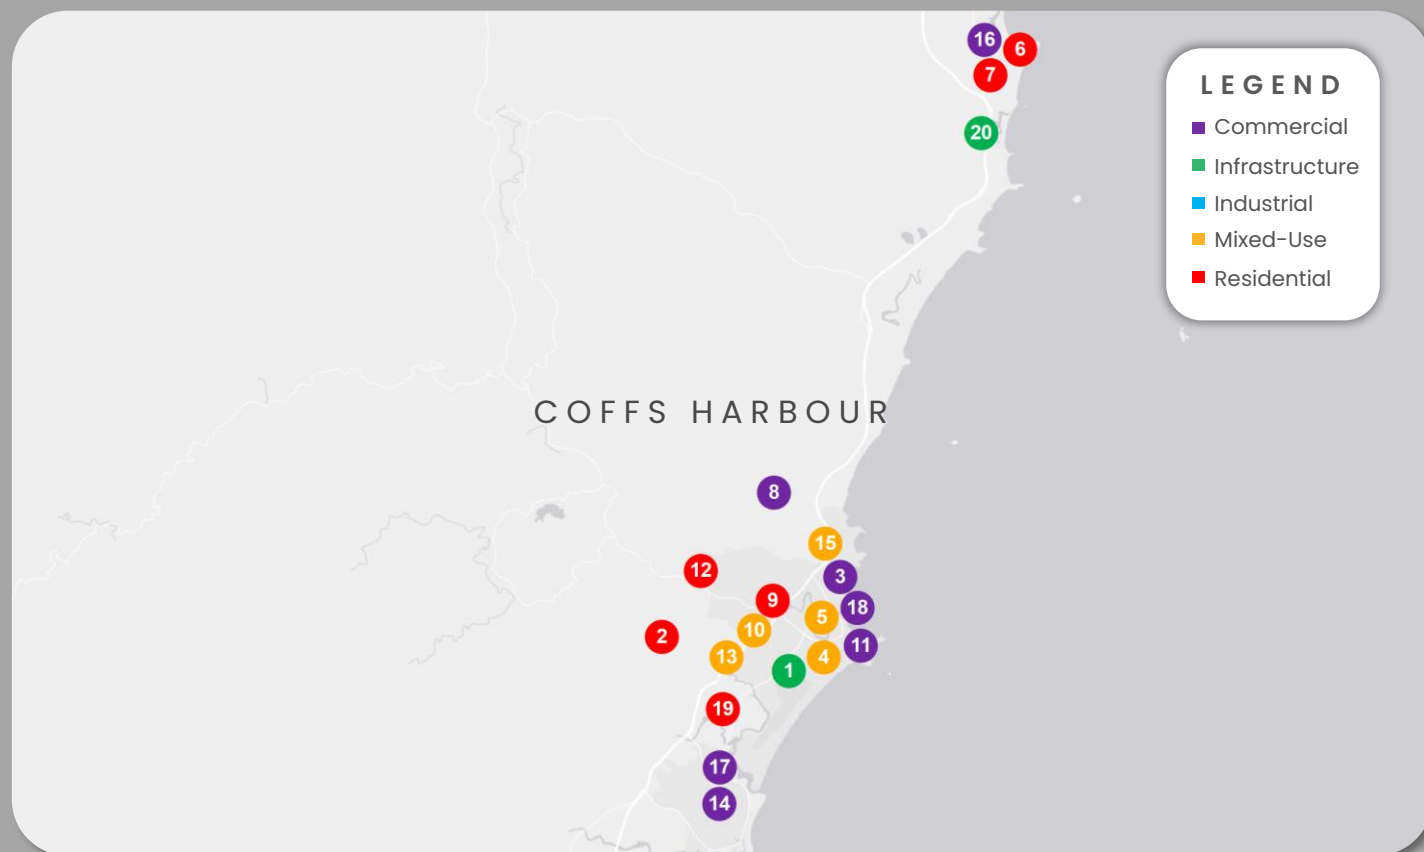 16
6
7
20
LEGEND
Commercial
Infrastructure
Industrial
Mixed-Use
Residential
COFFS HARBOUR
8
15
12
3
9
18
5
10
2
11
13
4
1
19
17
14